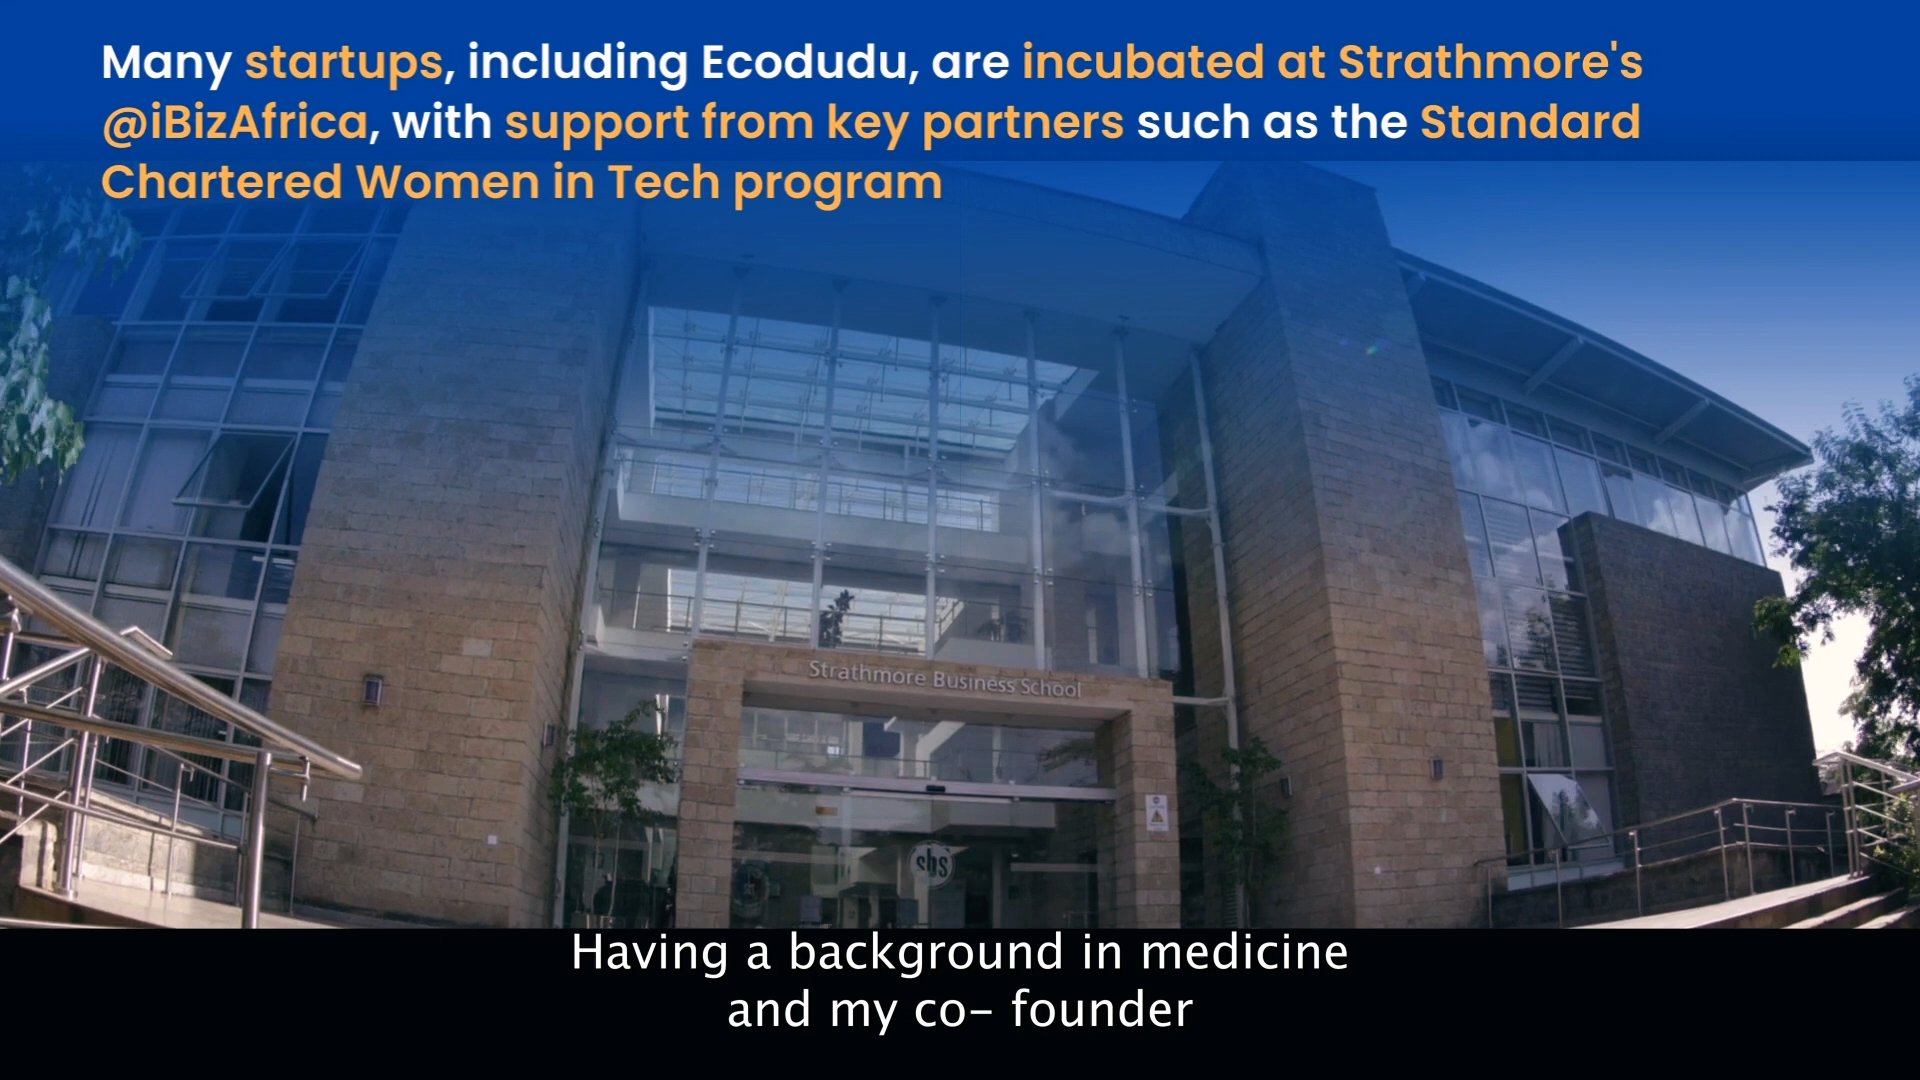 Many startups, including Ecodudu, are incubated at Strathmore's
@iBizAfrica, with support from key partners such as the Standard
Chartered Women in Tech program
Strathmore Business School
sbs
Having a background in medicine
and my co- founder